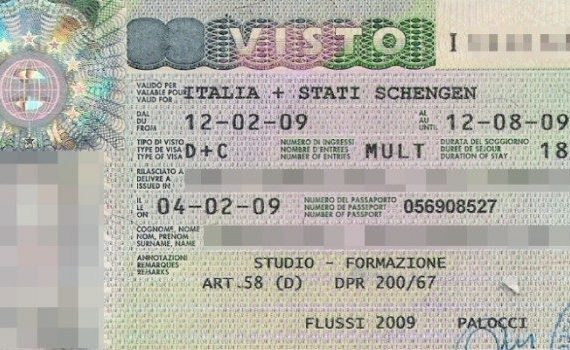 VISTO
I
VALIDO PER
VALABLE POUR
VALID FOR
ITALIA + STATI SCHENGEN
DAL
DU
FROM
12-02-09
AL
AU
UNTIL
12-08-09
TIPO DI VISTO
TYPE DE VISA
TYPE OF VISA
D+C
NUMERO DI INGRESSI
NOMBRE D'ENTREES
NUMBER OF ENTRIES
MULT
DURATA DEL SOGGIORNO
DUREE DE SEJOUR
DURATION OF STAY
18
RILASCIATO A
DELIVRE A
ISSUED IN
IL
LE
ON
04-02-09
NUMERO DEL PASSAPORTO
NUMERO DE PASSEPORT
NUMBER OF PASSPORT
056908527
COGNOME, NOME
NOM, PRENOM
SURNAME, NAME
ANNOTAZIONI
REMARQUES
REMARKS
STUDIO - FORMAZIONE
ART.58 (D) DPR 200/67
FLUSSI 2009 PALOCCI